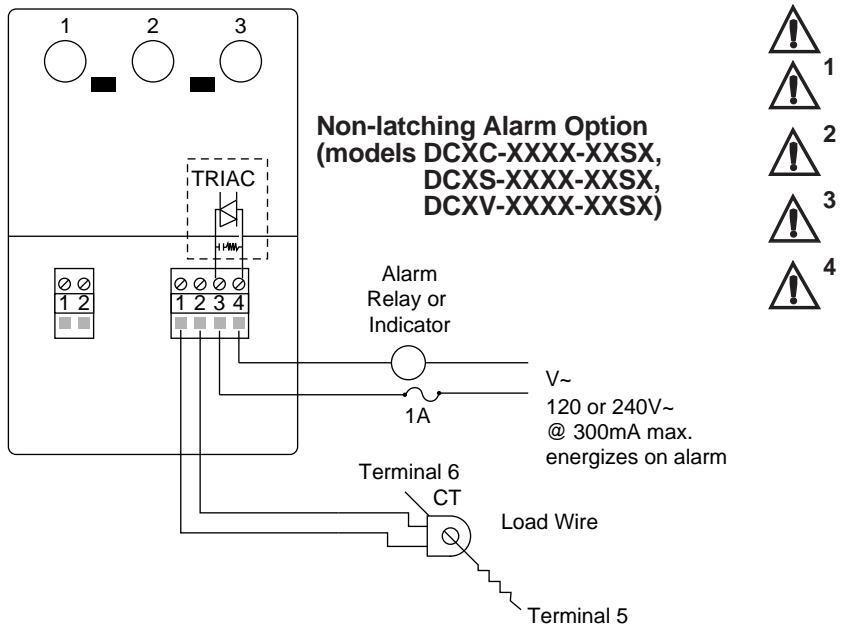 1 2 3
Non-latching Alarm Option
(models DCXC-XXXX-XXSX,
DCXS-XXXX-XXSX,
DCXV-XXXX-XXSX)
TRIAC
1 2
1 2 3 4
Alarm
Relay or
Indicator
1A
V~
120 or 240V~
@ 300mA max.
energizes on alarm
Terminal 6
CT
Load Wire
Terminal 5
!
! 1
! 2
! 3
! 4